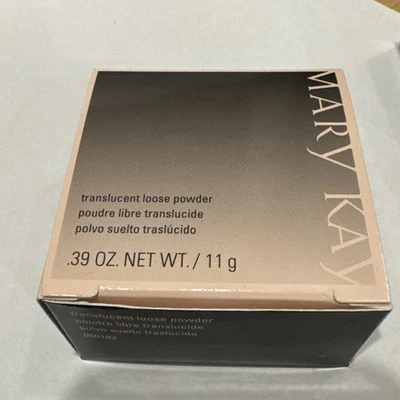 MARY KAY
translucent loose powder
poudre libre translucide
polvo suelto traslúcido
.39 OZ. NET WT. / 11 g
translucent loose powder
poudre libre translucide
polvo suelto traslúcido
090182